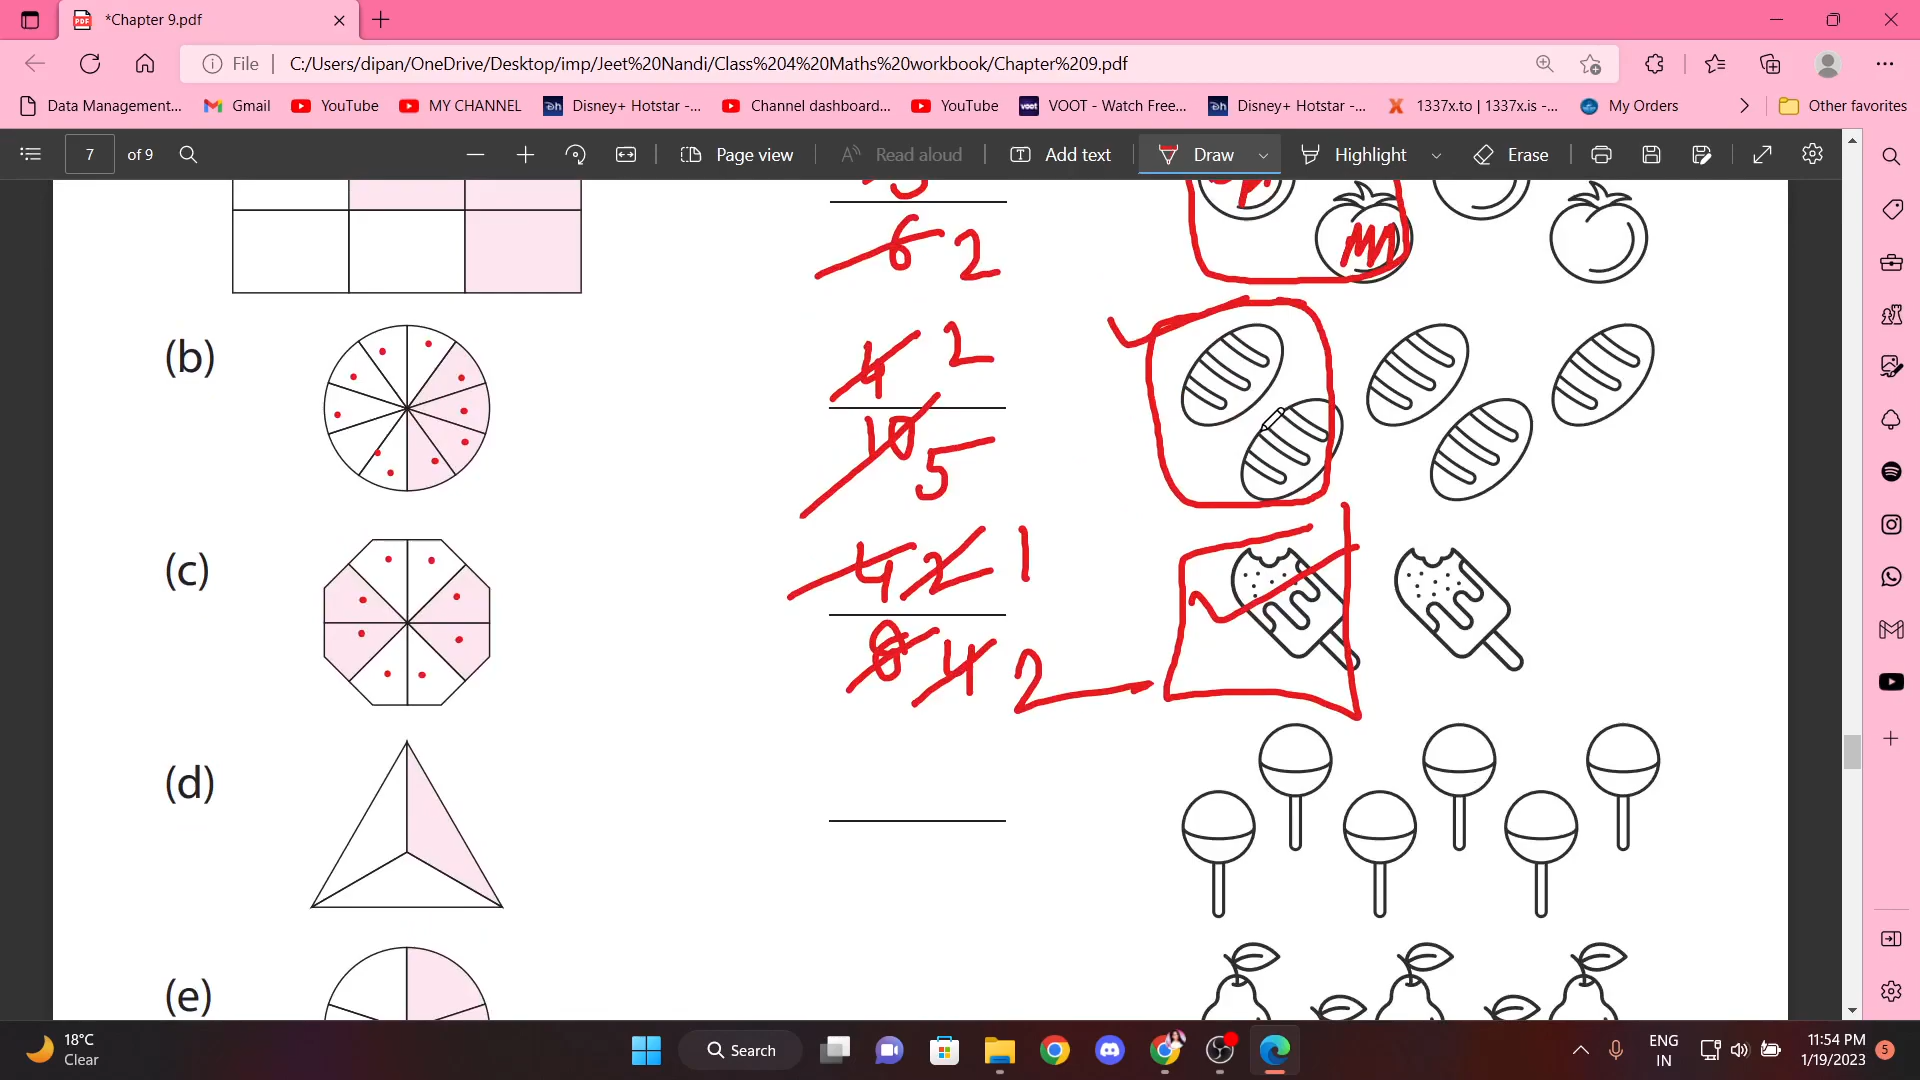 *Chapter 9.pdf
File
C:/Users/dipan/OneDrive/Desktop/imp/Jeet%20Nandi/Class%204%20Maths%20workbook/Chapter%209.pdf
Data Management... Gmail YouTube MY CHANNEL Disney+ Hotstar -... Channel dashboard... YouTube VOOT - Watch Free... Disney+ Hotstar -... 1337x.to | 1337x.is -... My Orders Other favorites
7 of 9 Page view Read aloud Add text Draw Highlight Erase
6 2
(b) 4 2
10 5
(c) 4 2 1
8 4 2
(d)
(e)
18°C
Clear
Search
ENG
IN
11:54 PM
1/19/2023
5